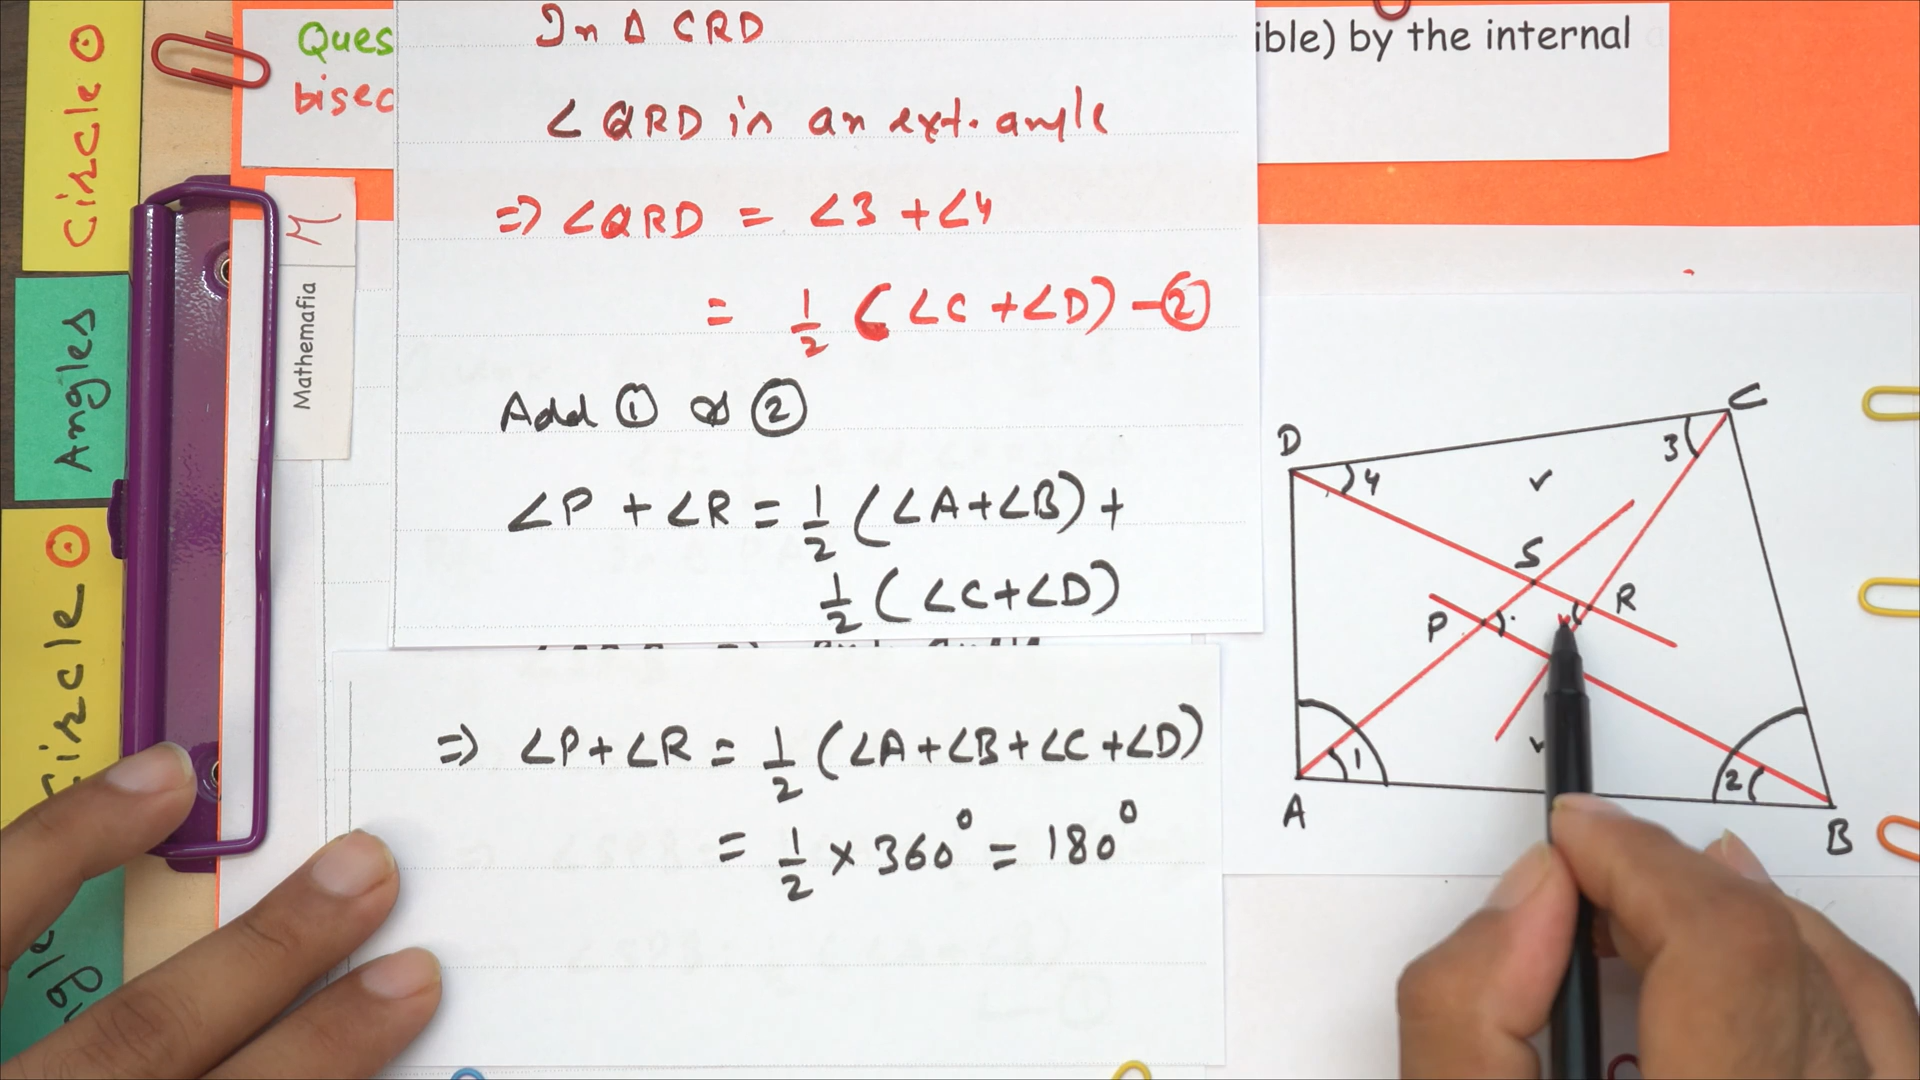 Ques
ible) by the internal
bisec
In Δ CRD
∠QRD in an ext. angle
⇒ ∠QRD = ∠3 + ∠4
= 1/2 (∠C + ∠D) - ②
Add ① & ②
∠P + ∠R = 1/2 (∠A + ∠B) +
1/2 (∠C + ∠D)
⇒ ∠P + ∠R = 1/2 (∠A + ∠B + ∠C + ∠D)
= 1/2 × 360° = 180°
Circle
Angles
Circle
M
Mathemafia
D
4
3
C
S
P
R
1
2
A
B